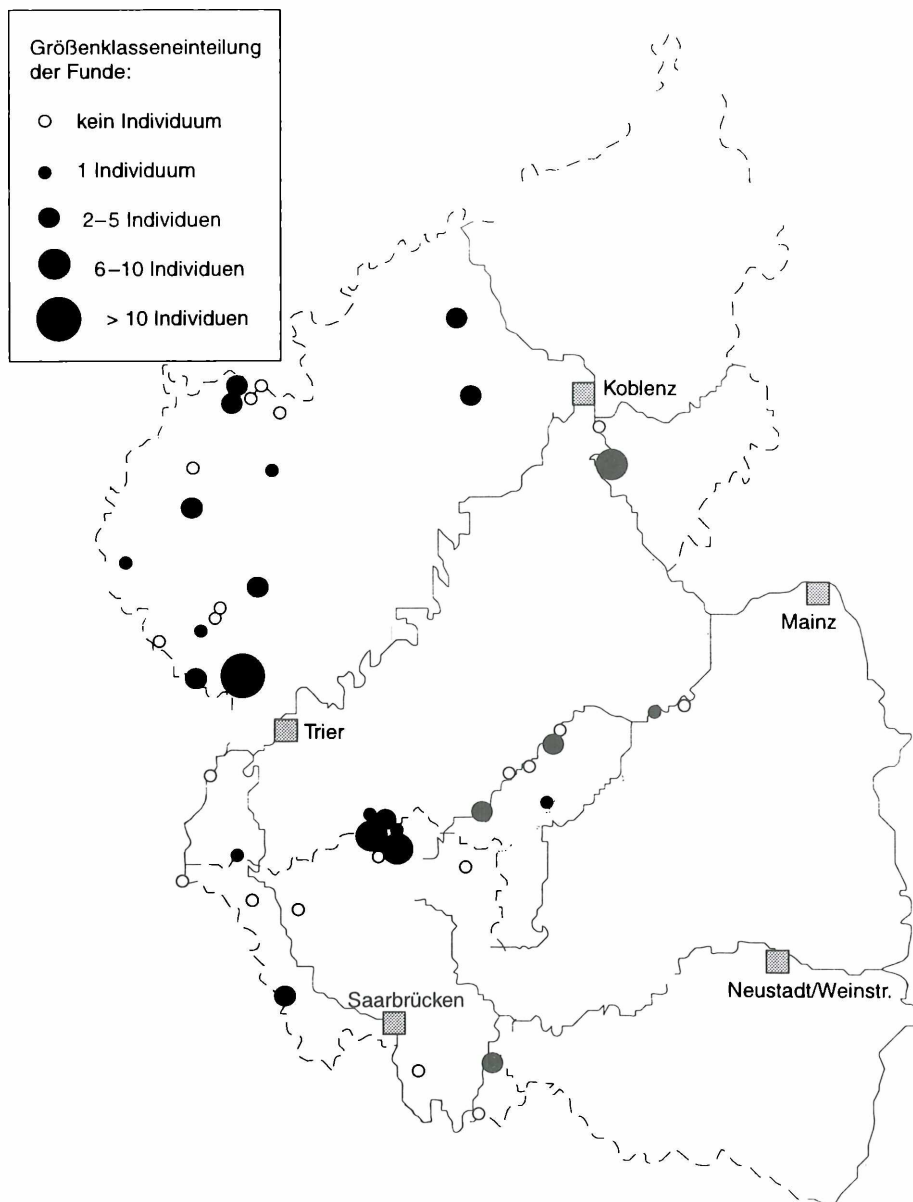 Größenklasseneinteilung
der Funde:
kein Individuum
1 Individuum
2–5 Individuen
6–10 Individuen
> 10 Individuen
Koblenz
Mainz
Trier
Neustadt/Weinstr.
Saarbrücken